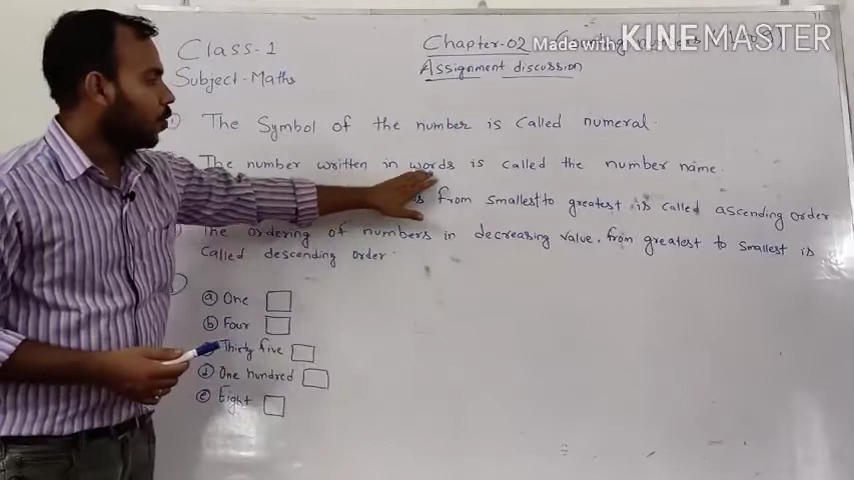 Class-1
Chapter-02
Made with KINEMASTER
Subject-Maths
Assignment discussion
The Symbol of the number is called numeral.
The number written in words is called the number name.
from smallest to greatest is called ascending order
The ordering of numbers in decreasing value, from greatest to smallest is
called descending order.
(a) One
(b) Four
Thirty five
(d) One hundred
(e) Eight